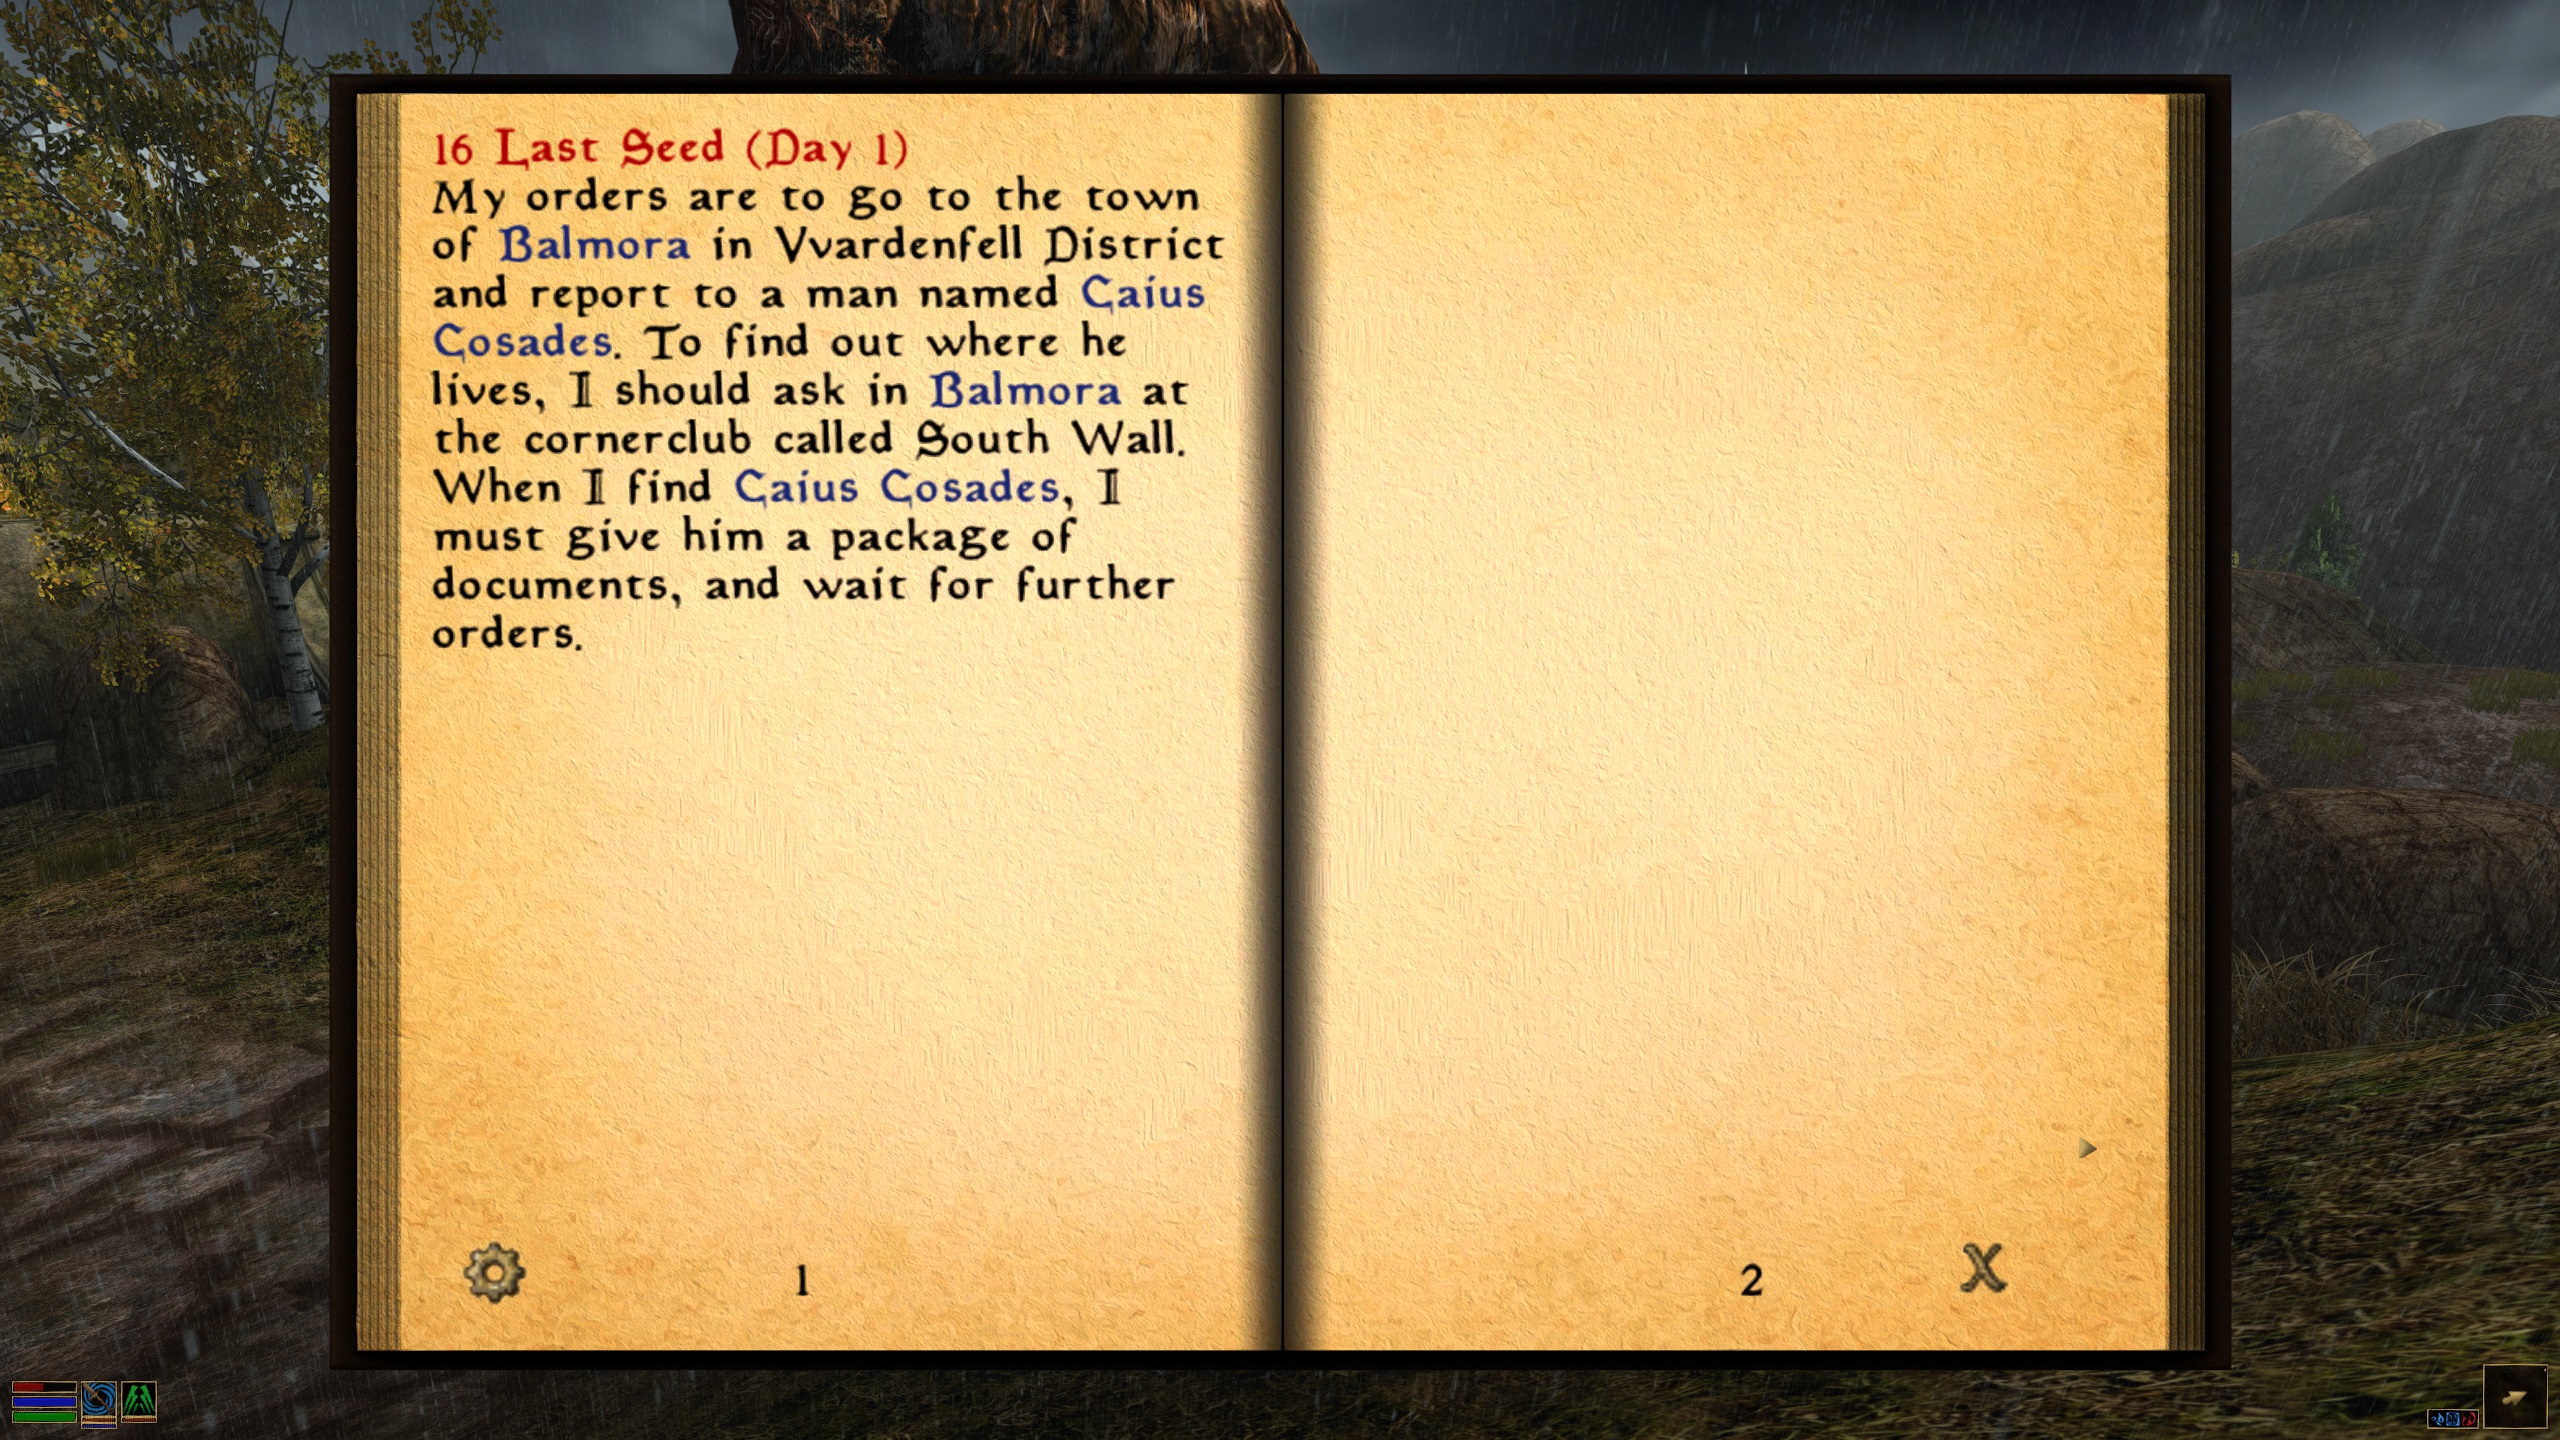 16 Last Seed (Day 1)
My orders are to go to the town
of Balmora in Vvardenfell District
and report to a man named Caius
Cosades. To find out where he
lives, I should ask in Balmora at
the cornerclub called South Wall.
When I find Caius Cosades, I
must give him a package of
documents, and wait for further
orders.
1
2
X